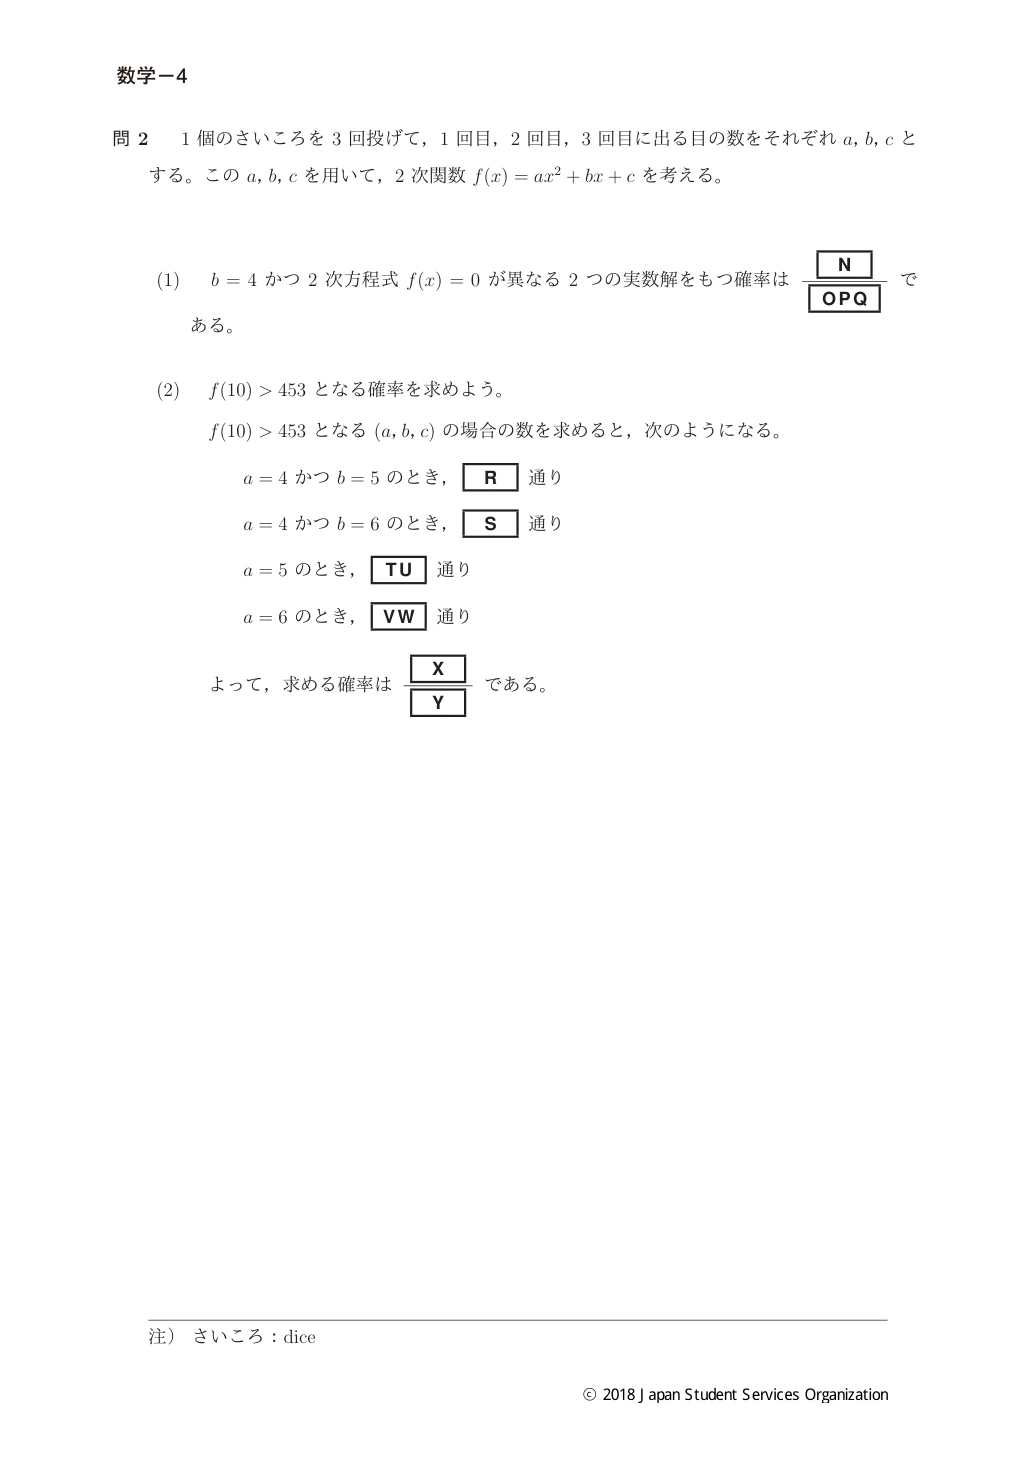 数学－4
問 2　1 個のさいころを 3 回投げて，1 回目，2 回目，3 回目に出る目の数をそれぞれ a, b, c と
する。この a, b, c を用いて，2 次関数 f(x) = ax² + bx + c を考える。
(1)　b = 4 かつ 2 次方程式 f(x) = 0 が異なる 2 つの実数解をもつ確率は N/OPQ で
ある。
(2)　f(10) > 453 となる確率を求めよう。
f(10) > 453 となる (a, b, c) の場合の数を求めると，次のようになる。
a = 4 かつ b = 5 のとき，R 通り
a = 4 かつ b = 6 のとき，S 通り
a = 5 のとき，TU 通り
a = 6 のとき，VW 通り
よって，求める確率は X/Y である。
注） さいころ：dice
© 2018 Japan Student Services Organization